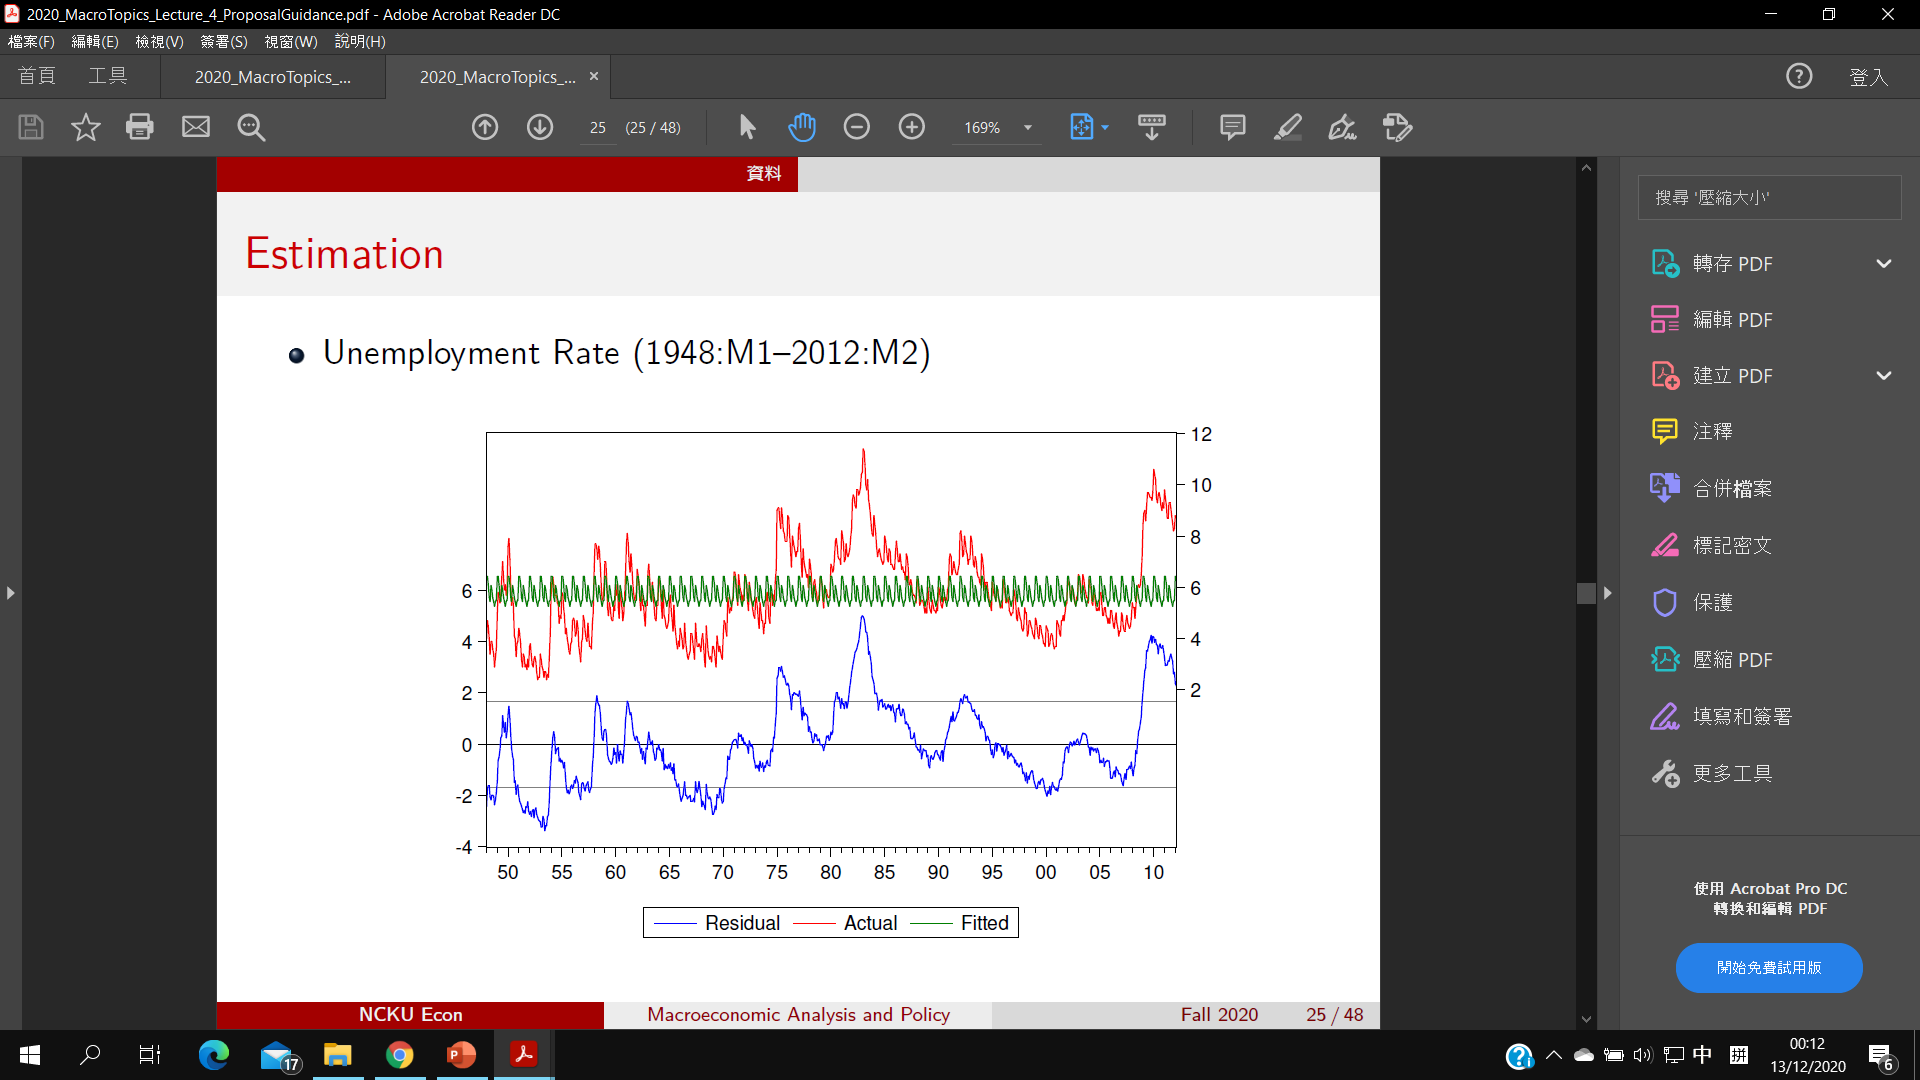 2020_MacroTopics_Lecture_4_ProposalGuidance.pdf - Adobe Acrobat Reader DC
檔案(F) 編輯(E) 檢視(V) 簽署(S) 視窗(W) 說明(H)
首頁 工具 2020_MacroTopics_... 2020_MacroTopics_... × ? 登入
25 (25 / 48) 169%
資料
Estimation
Unemployment Rate (1948:M1–2012:M2)
12
10
8
6
4
2
6
4
2
0
-2
-4
50 55 60 65 70 75 80 85 90 95 00 05 10
Residual Actual Fitted
NCKU Econ Macroeconomic Analysis and Policy Fall 2020 25 / 48
搜尋 '壓縮大小'
轉存 PDF
編輯 PDF
建立 PDF
注釋
合併檔案
標記密文
保護
壓縮 PDF
填寫和簽署
更多工具
使用 Acrobat Pro DC
轉換和編輯 PDF
開始免費試用版
17
中 拼
00:12
13/12/2020
6